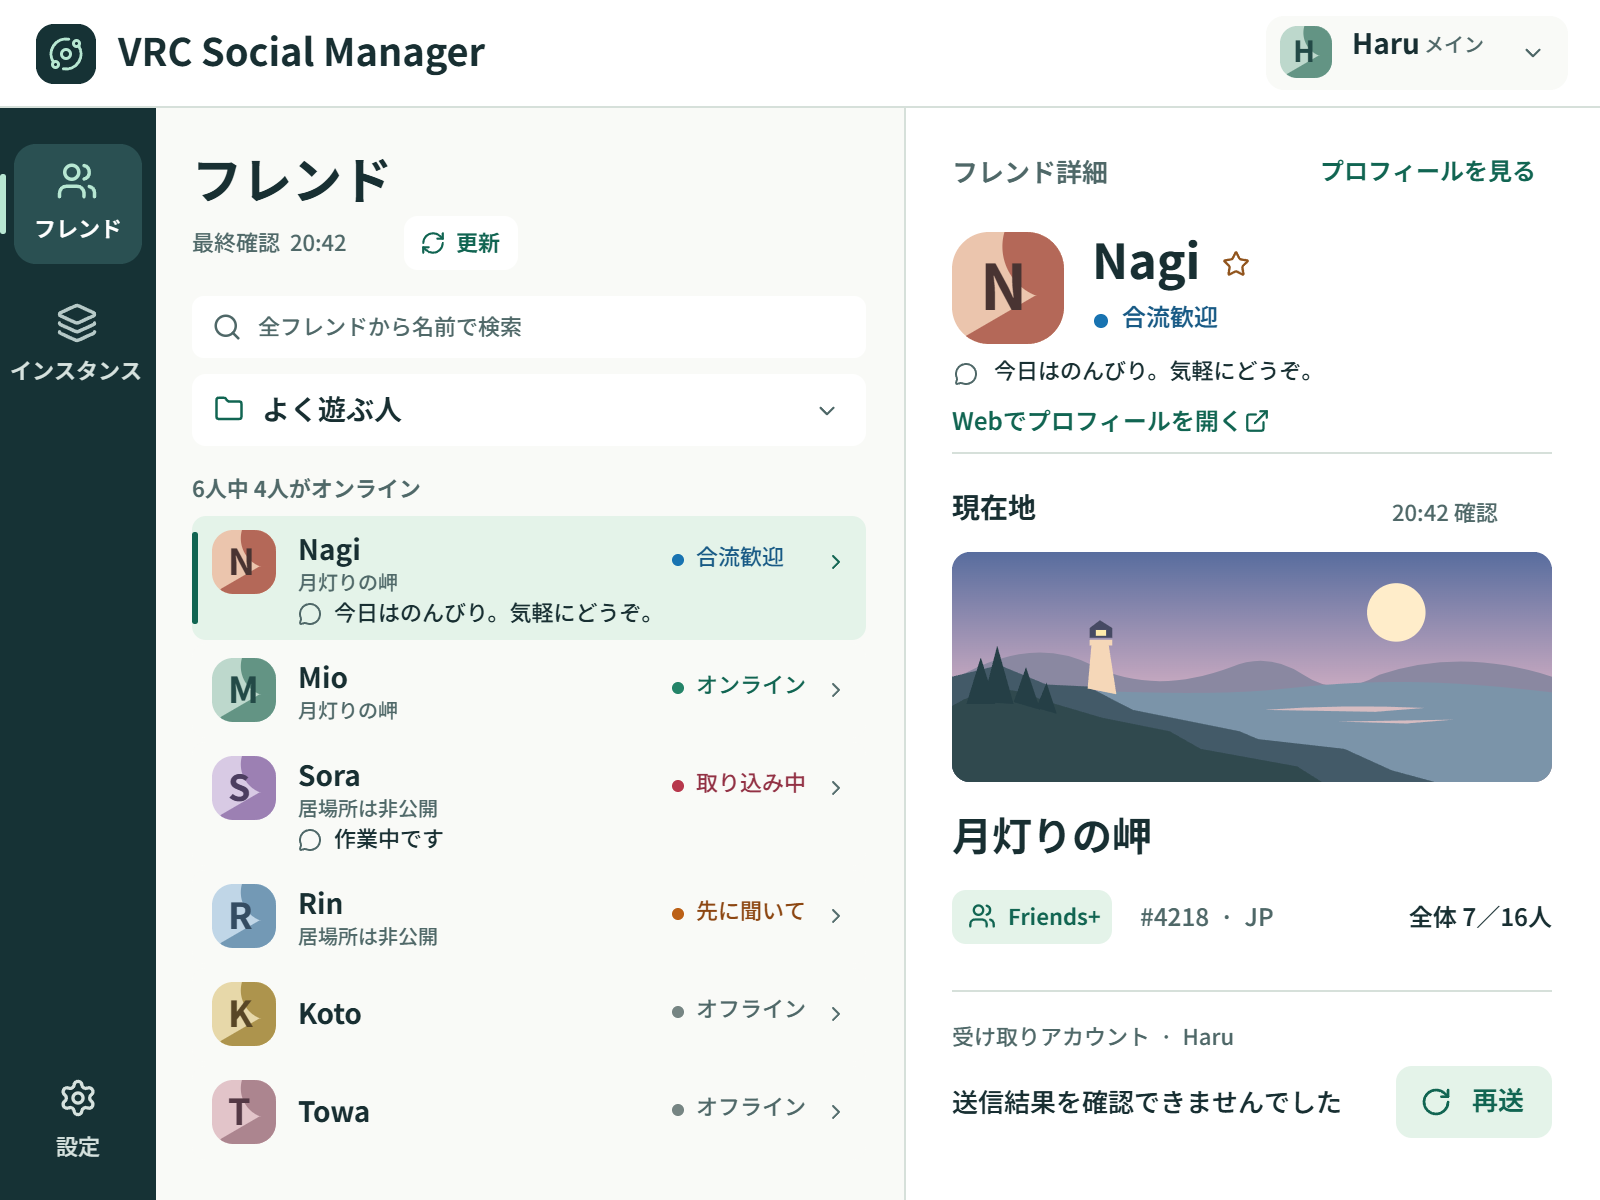 VRC Social Manager
H
Haru メイン
フレンド
インスタンス
設定
フレンド
最終確認 20:42
更新
全フレンドから名前で検索
よく遊ぶ人
6人中 4人がオンライン
N
Nagi
合流歓迎
月灯りの岬
今日はのんびり。気軽にどうぞ。
M
Mio
オンライン
月灯りの岬
S
Sora
取り込み中
居場所は非公開
作業中です
R
Rin
先に聞いて
居場所は非公開
K
Koto
オフライン
T
Towa
オフライン
フレンド詳細
プロフィールを見る
N
Nagi
合流歓迎
今日はのんびり。気軽にどうぞ。
Webでプロフィールを開く
現在地
20:42 確認
月灯りの岬
Friends+
#4218 · JP
全体 7／16人
受け取りアカウント · Haru
送信結果を確認できませんでした
再送